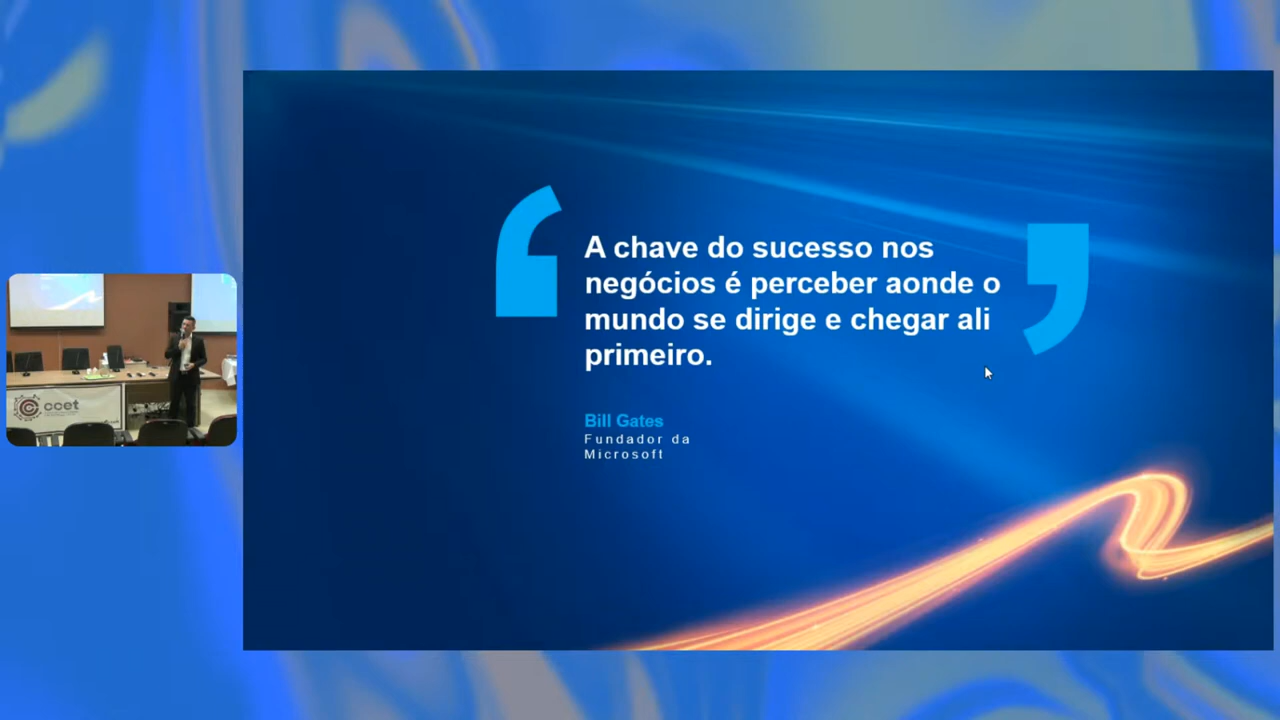 A chave do sucesso nos
negócios é perceber aonde o
mundo se dirige e chegar ali
primeiro.
Bill Gates
Fundador da
Microsoft
ccet